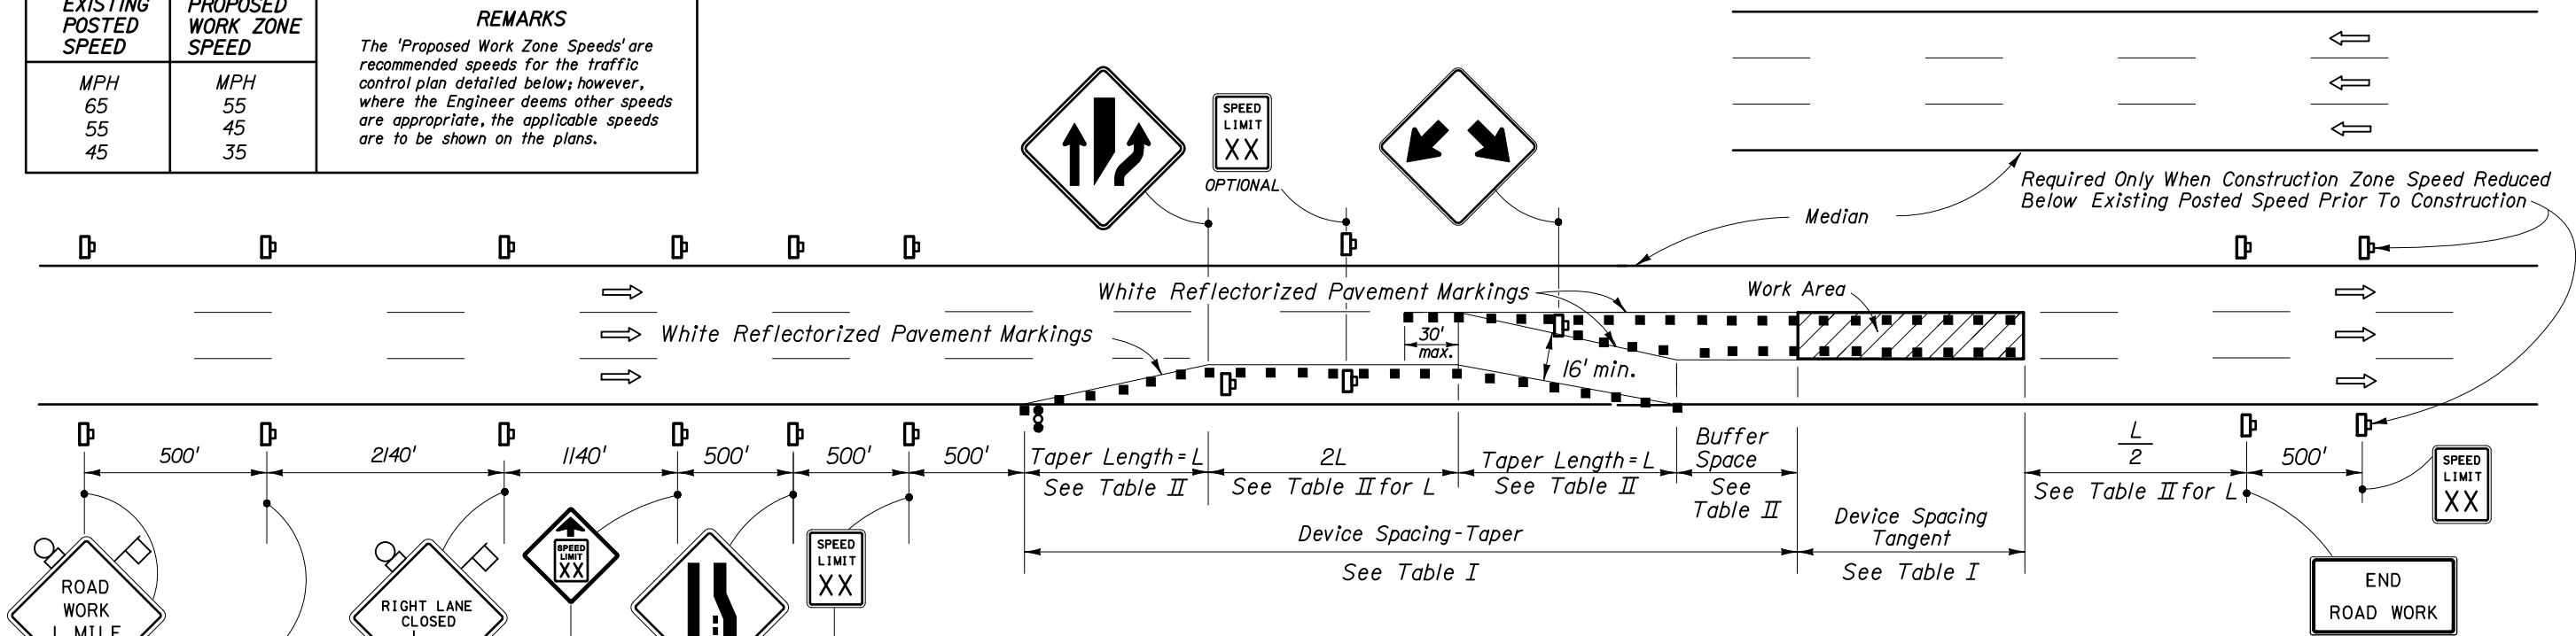 EXISTING
POSTED
SPEED
PROPOSED
WORK ZONE
SPEED
MPH
65
55
45
MPH
55
45
35
REMARKS
The 'Proposed Work Zone Speeds' are
recommended speeds for the traffic
control plan detailed below; however,
where the Engineer deems other speeds
are appropriate, the applicable speeds
are to be shown on the plans.
SPEED
LIMIT
XX
OPTIONAL
Required Only When Construction Zone Speed Reduced
Below Existing Posted Speed Prior To Construction
Median
White Reflectorized Pavement Markings
Work Area
White Reflectorized Pavement Markings
30'
max.
16' min.
500'
2140'
1140'
500'
500'
500'
Taper Length = L
See Table II
2L
See Table II for L
Taper Length = L
See Table II
Buffer
Space
See
Table II
L
2
See Table II for L
500'
Device Spacing-Taper
See Table I
Device Spacing
Tangent
See Table I
ROAD
WORK
RIGHT LANE
CLOSED
SPEED
LIMIT
XX
SPEED
LIMIT
XX
SPEED
LIMIT
XX
END
ROAD WORK